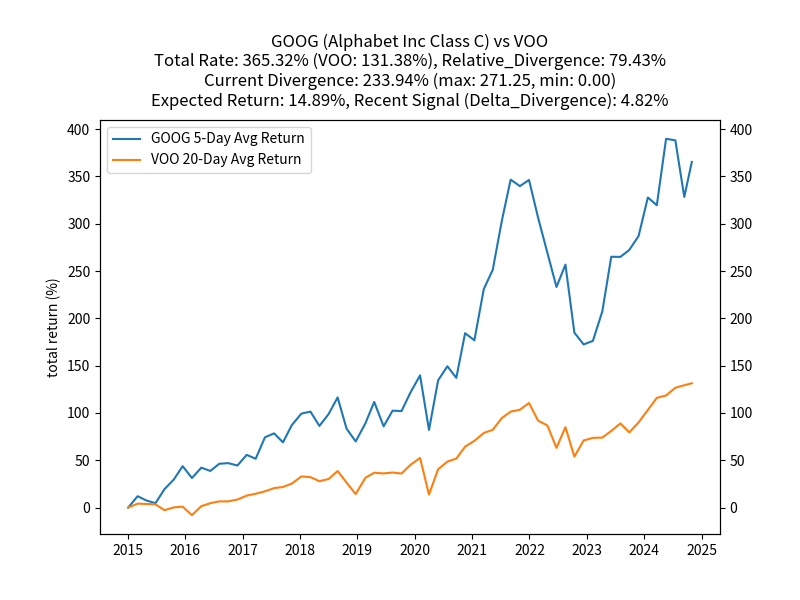 GOOG (Alphabet Inc Class C) vs VOO
Total Rate: 365.32% (VOO: 131.38%), Relative_Divergence: 79.43%
Current Divergence: 233.94% (max: 271.25, min: 0.00)
Expected Return: 14.89%, Recent Signal (Delta_Divergence): 4.82%
GOOG 5-Day Avg Return
VOO 20-Day Avg Return
total return (%)
400 400
350 350
300 300
250 250
200 200
150 150
100 100
50 50
0 0
2015 2016 2017 2018 2019 2020 2021 2022 2023 2024 2025